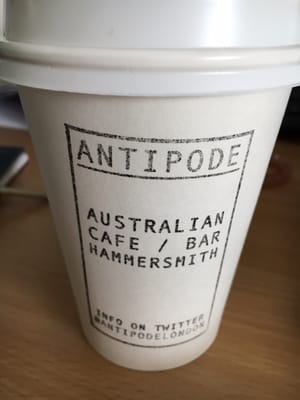 ANTIPODE
AUSTRALIAN
CAFE / BAR
HAMMERSMITH
INFO ON TWITTER
@ANTIPODELONDON